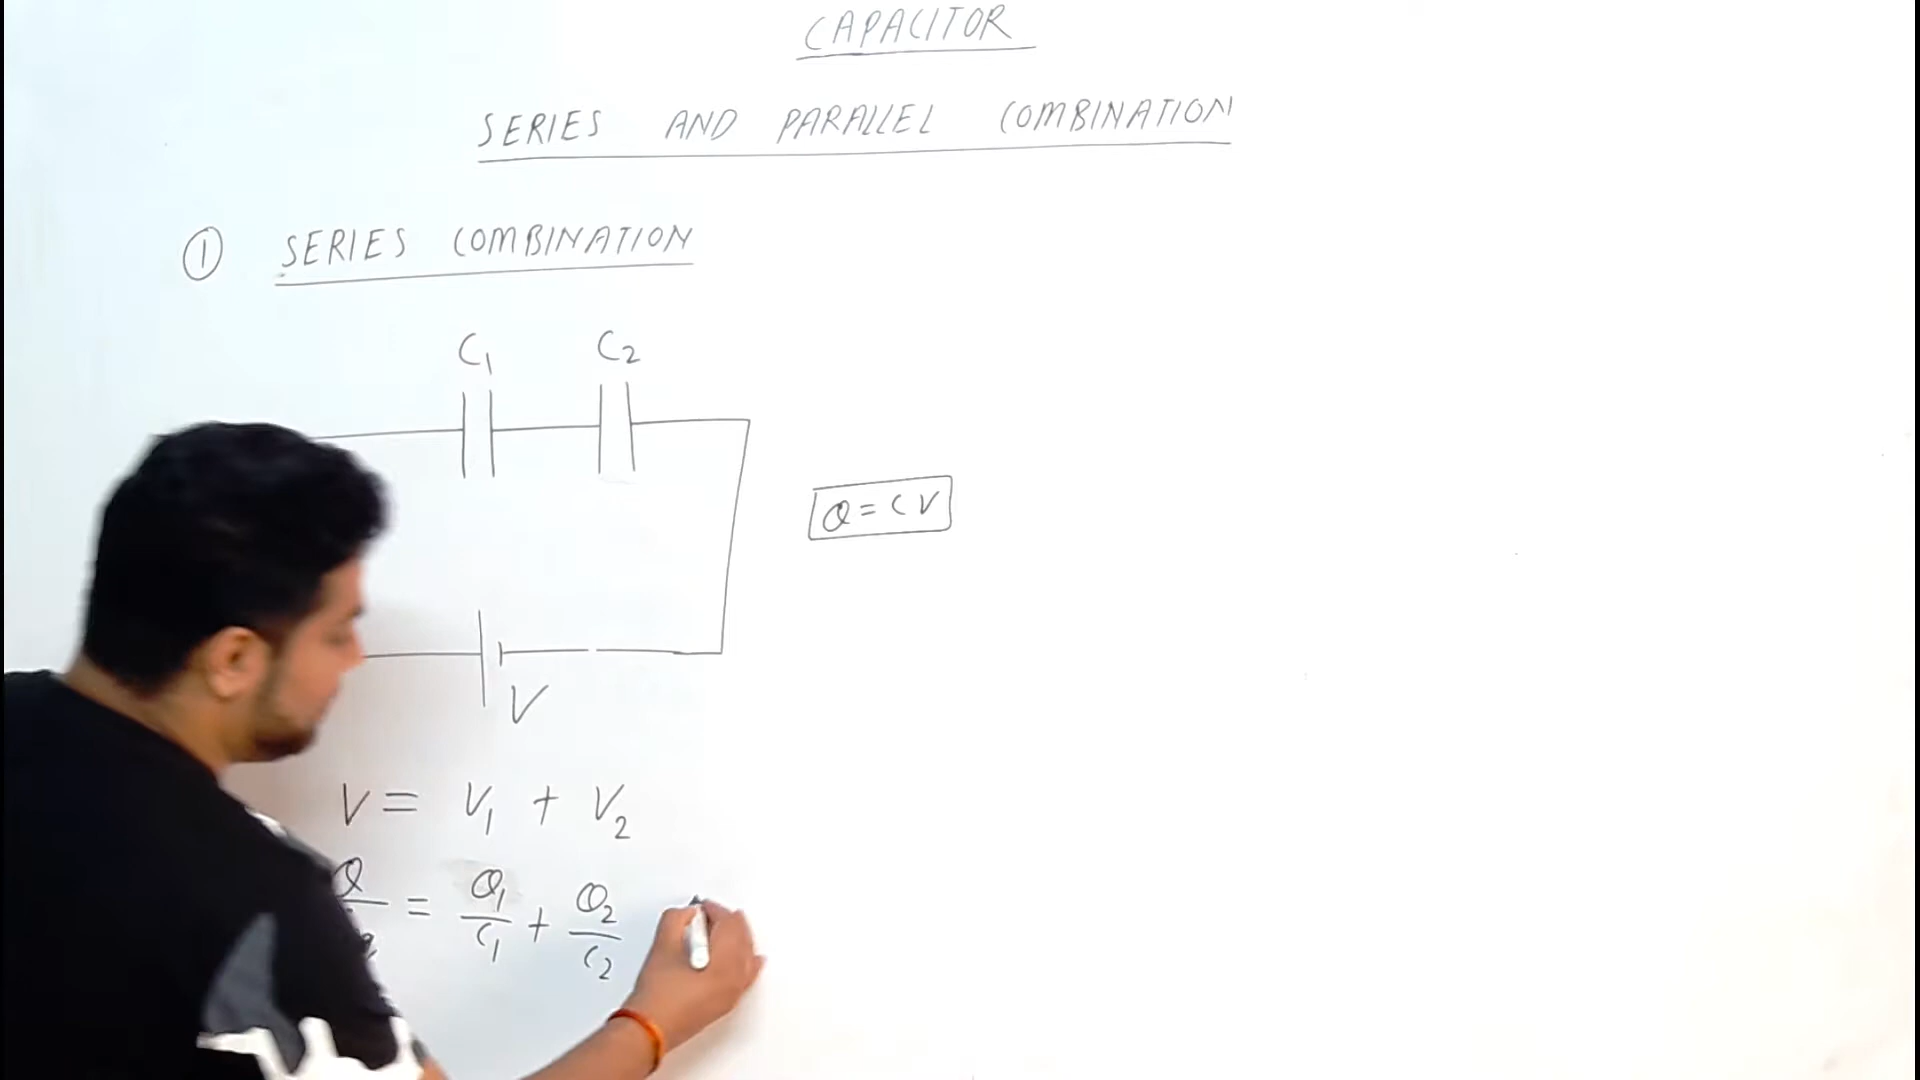 CAPACITOR
SERIES AND PARALLEL COMBINATION
① SERIES COMBINATION
C₁ C₂
Q = CV
V
V = V₁ + V₂
Q = Q₁/C₁ + Q₂/C₂